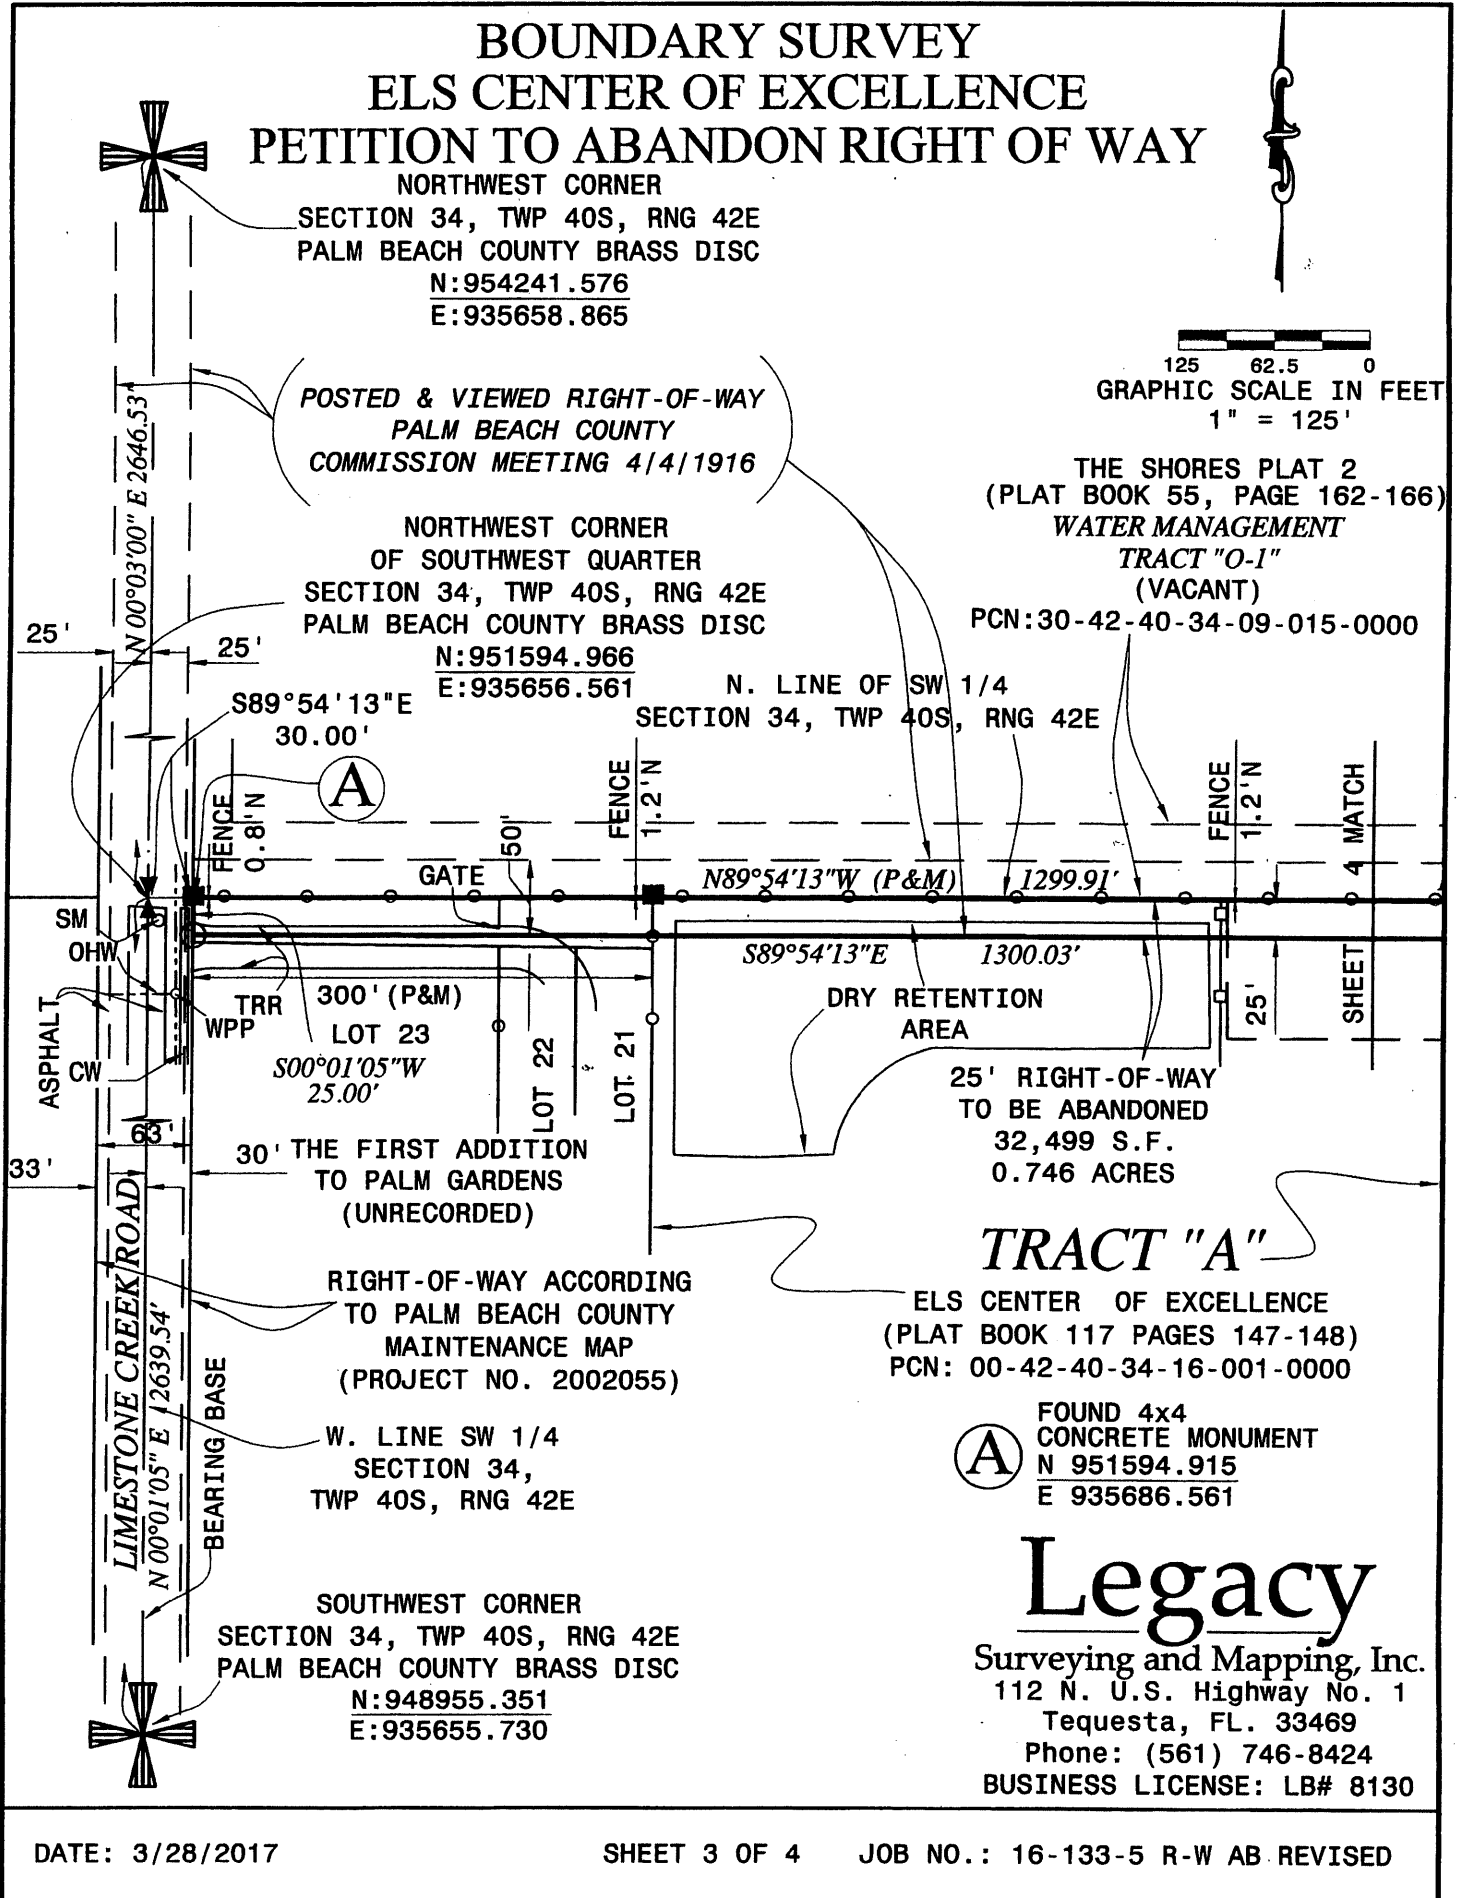 BOUNDARY SURVEY
ELS CENTER OF EXCELLENCE
PETITION TO ABANDON RIGHT OF WAY
NORTHWEST CORNER
SECTION 34, TWP 40S, RNG 42E
PALM BEACH COUNTY BRASS DISC
N:954241.576
E:935658.865
125 62.5 0
GRAPHIC SCALE IN FEET
1" = 125'
POSTED & VIEWED RIGHT-OF-WAY
PALM BEACH COUNTY
COMMISSION MEETING 4/4/1916
N 00°03'00" E 2646.53'
THE SHORES PLAT 2
(PLAT BOOK 55, PAGE 162-166)
WATER MANAGEMENT
TRACT "O-1"
(VACANT)
PCN:30-42-40-34-09-015-0000
NORTHWEST CORNER
OF SOUTHWEST QUARTER
SECTION 34, TWP 40S, RNG 42E
PALM BEACH COUNTY BRASS DISC
N:951594.966
E:935656.561
25'
25'
N. LINE OF SW 1/4
SECTION 34, TWP 40S, RNG 42E
S89°54'13"E
30.00'
A
FENCE
0.8'N
FENCE
1.2'N
FENCE
1.2'N
MATCH
4
SHEET
50'
GATE
N89°54'13"W (P&M) 1299.91'
S89°54'13"E 1300.03'
SM
OHW
ASPHALT
CW
TRR
WPP
300' (P&M)
LOT 23
S00°01'05"W
25.00'
LOT 22
LOT 21
DRY RETENTION
AREA
25'
25' RIGHT-OF-WAY
TO BE ABANDONED
32,499 S.F.
0.746 ACRES
63'
33'
30'
THE FIRST ADDITION
TO PALM GARDENS
(UNRECORDED)
TRACT "A"
ELS CENTER OF EXCELLENCE
(PLAT BOOK 117 PAGES 147-148)
PCN: 00-42-40-34-16-001-0000
RIGHT-OF-WAY ACCORDING
TO PALM BEACH COUNTY
MAINTENANCE MAP
(PROJECT NO. 2002055)
LIMESTONE CREEK ROAD
N 00°01'05" E 2639.54'
BEARING BASE
W. LINE SW 1/4
SECTION 34,
TWP 40S, RNG 42E
A
FOUND 4x4
CONCRETE MONUMENT
N 951594.915
E 935686.561
SOUTHWEST CORNER
SECTION 34, TWP 40S, RNG 42E
PALM BEACH COUNTY BRASS DISC
N:948955.351
E:935655.730
Legacy
Surveying and Mapping, Inc.
112 N. U.S. Highway No. 1
Tequesta, FL. 33469
Phone: (561) 746-8424
BUSINESS LICENSE: LB# 8130
DATE: 3/28/2017 SHEET 3 OF 4 JOB NO.: 16-133-5 R-W AB REVISED